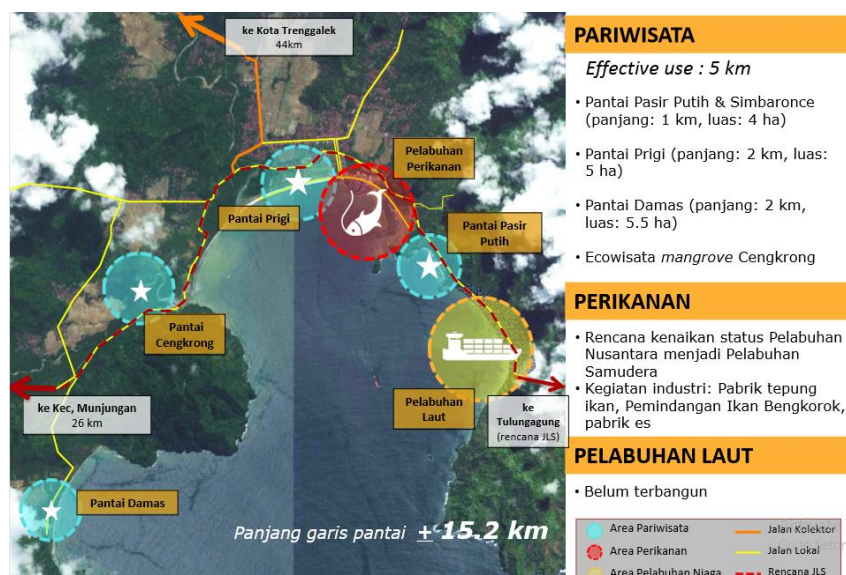 ke Kota Trenggalek
44km
Pelabuhan
Perikanan
Pantai Prigi
Pantai Pasir
Putih
Pantai
Cengkrong
Pelabuhan
Laut
ke Kec, Munjungan
26 km
ke
Tulungagung
(rencana JLS)
Pantai Damas
Panjang garis pantai ± 15.2 km
PARIWISATA
Effective use : 5 km
• Pantai Pasir Putih & Simbaronce
(panjang: 1 km, luas: 4 ha)
• Pantai Prigi (panjang: 2 km, luas:
5 ha)
• Pantai Damas (panjang: 2 km,
luas: 5.5 ha)
• Ecowisata mangrove Cengkrong
PERIKANAN
• Rencana kenaikan status Pelabuhan
Nusantara menjadi Pelabuhan
Samudera
• Kegiatan industri: Pabrik tepung
ikan, Pemindangan Ikan Bengkorok,
pabrik es
PELABUHAN LAUT
• Belum terbangun
Area Pariwisata
Jalan Kolektor
Area Perikanan
Jalan Lokal
Area Pelabuhan Niaga
Rencana JLS